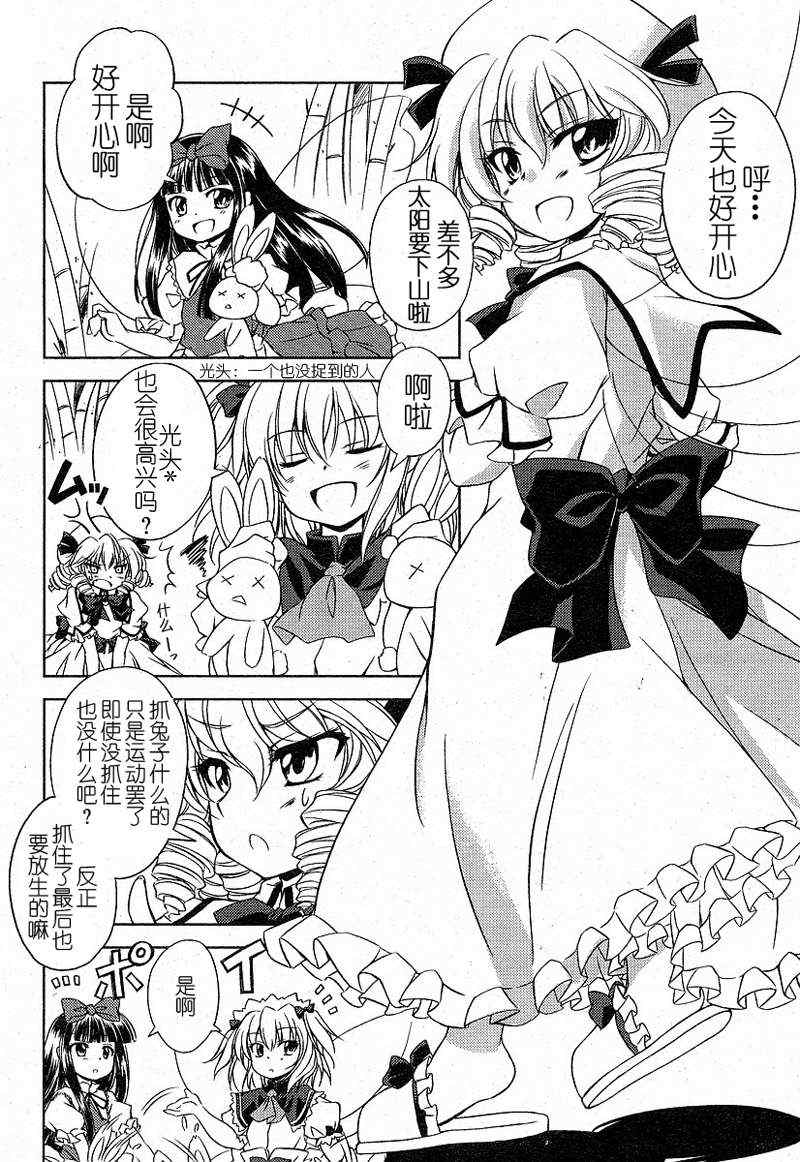 呼…
今天也好开心
差不多
太阳要下山啦
是啊
好开心啊
光头：一个也没捉到的人
啊啦
光头*
也会很高兴吗？
ムッ
什么！
抓兔子什么的
只是运动罢了
即使没抓住
也没什么吧？
反正
抓住了最后也
要放生的嘛
ポイ
是啊